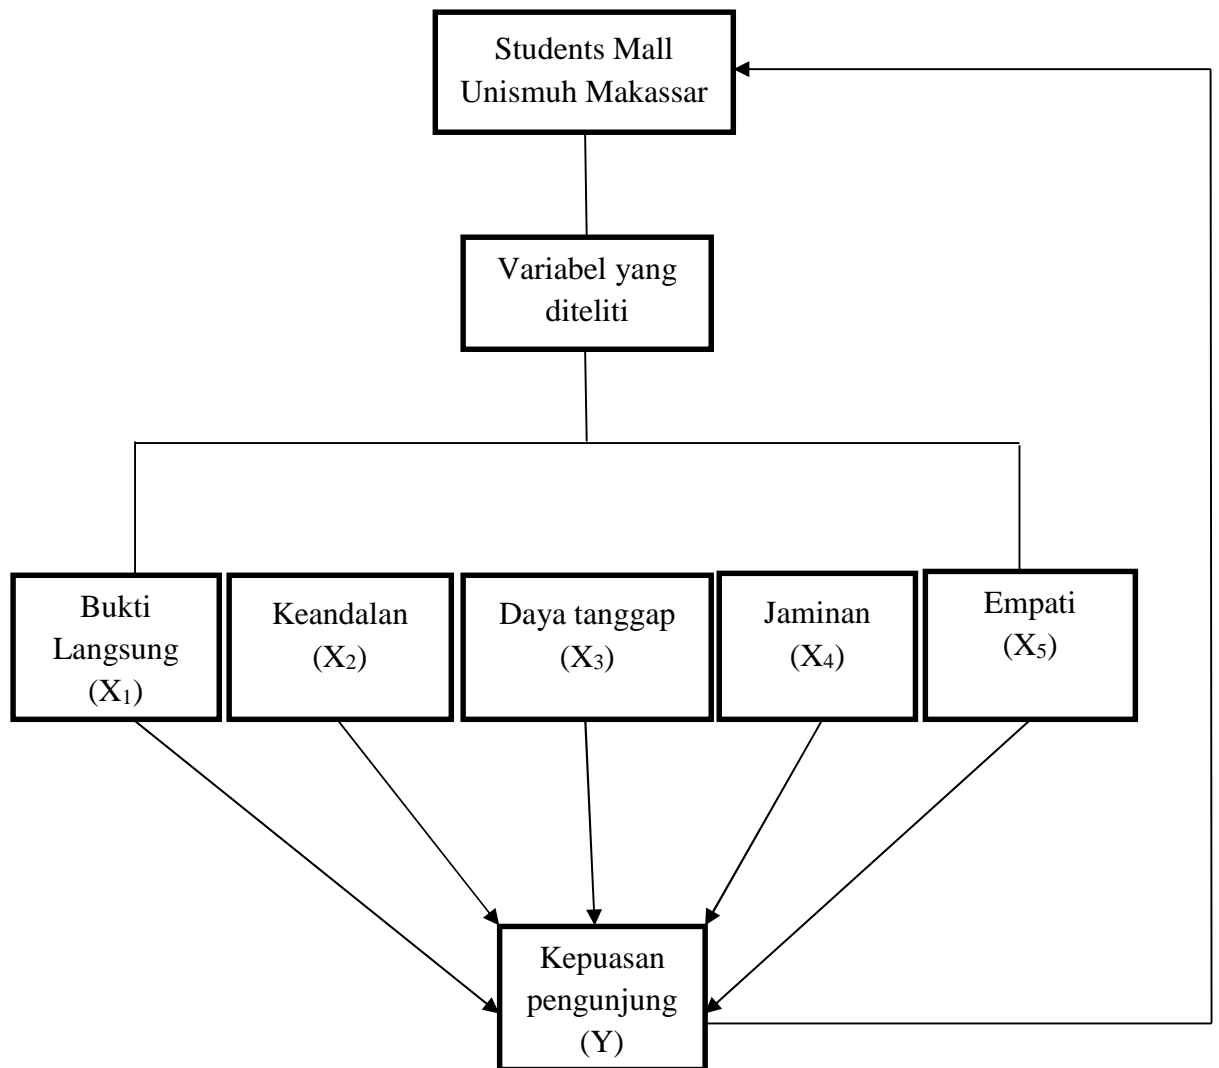 Students Mall
Unismuh Makassar
Variabel yang
diteliti
Bukti
Langsung
(X₁)
Keandalan
(X₂)
Daya tanggap
(X₃)
Jaminan
(X₄)
Empati
(X₅)
Kepuasan
pengunjung
(Y)